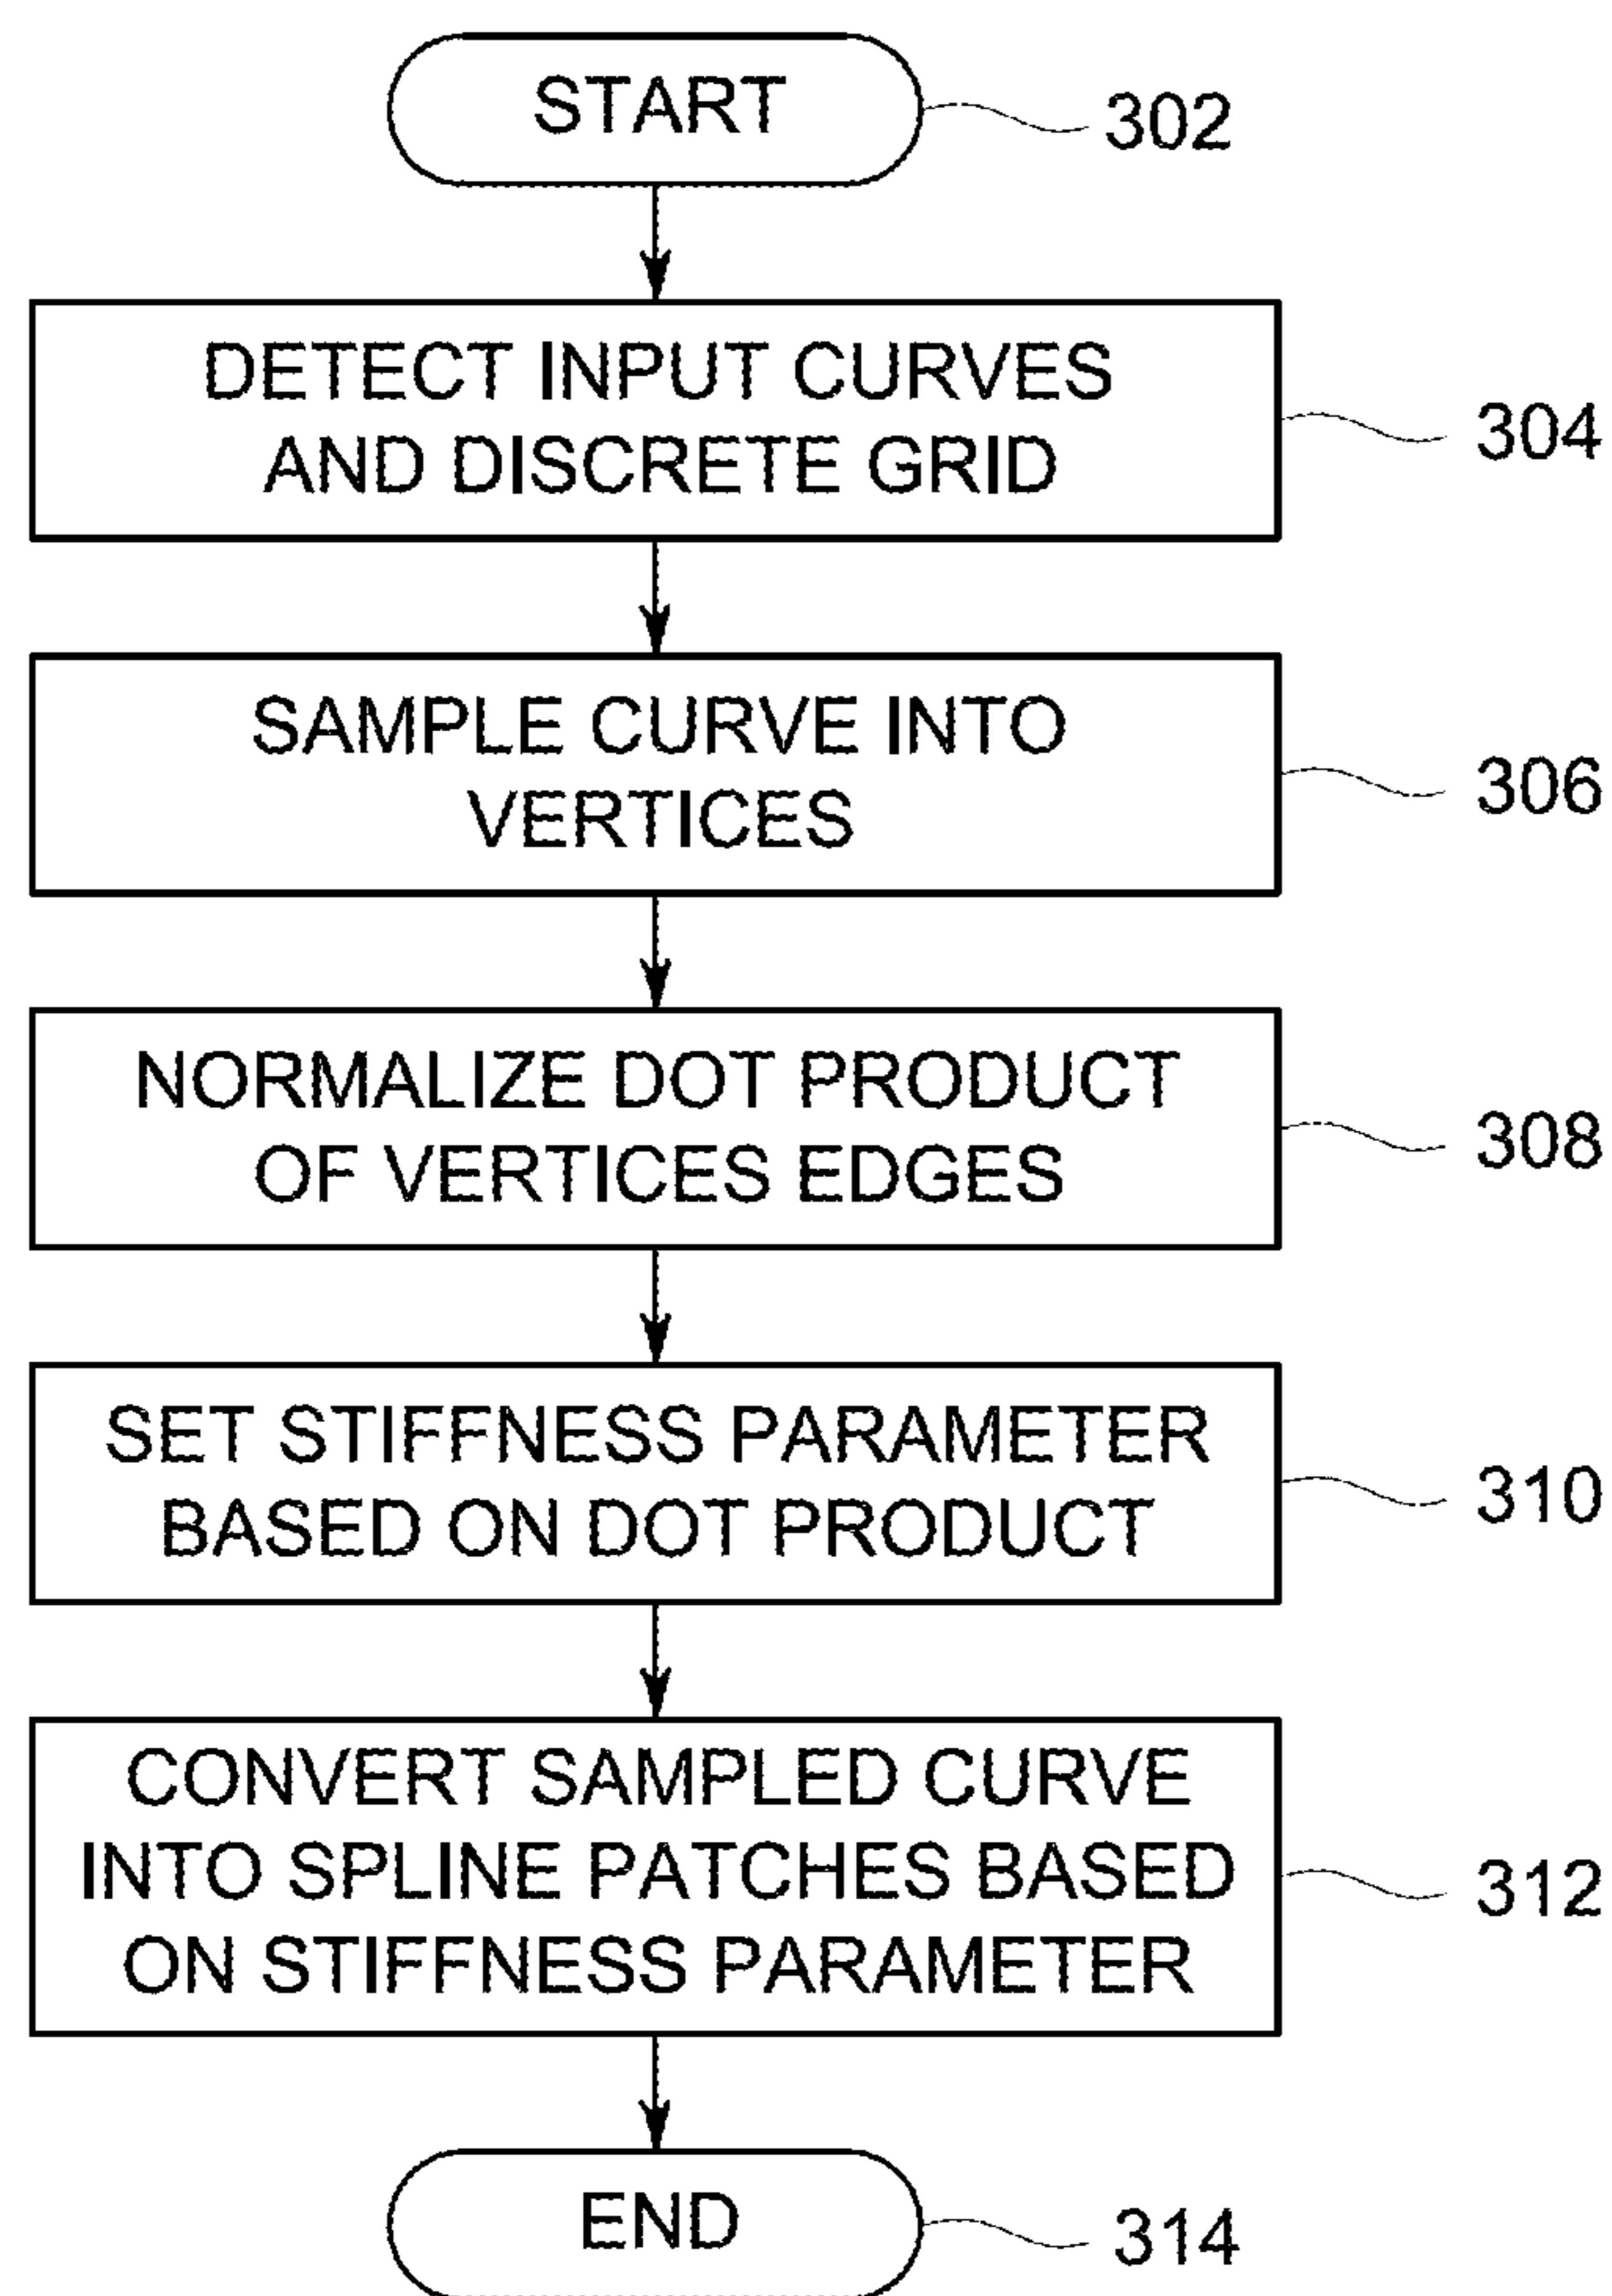 START
302
DETECT INPUT CURVES
AND DISCRETE GRID
304
SAMPLE CURVE INTO
VERTICES
306
NORMALIZE DOT PRODUCT
OF VERTICES EDGES
308
SET STIFFNESS PARAMETER
BASED ON DOT PRODUCT
310
CONVERT SAMPLED CURVE
INTO SPLINE PATCHES BASED
ON STIFFNESS PARAMETER
312
END
314